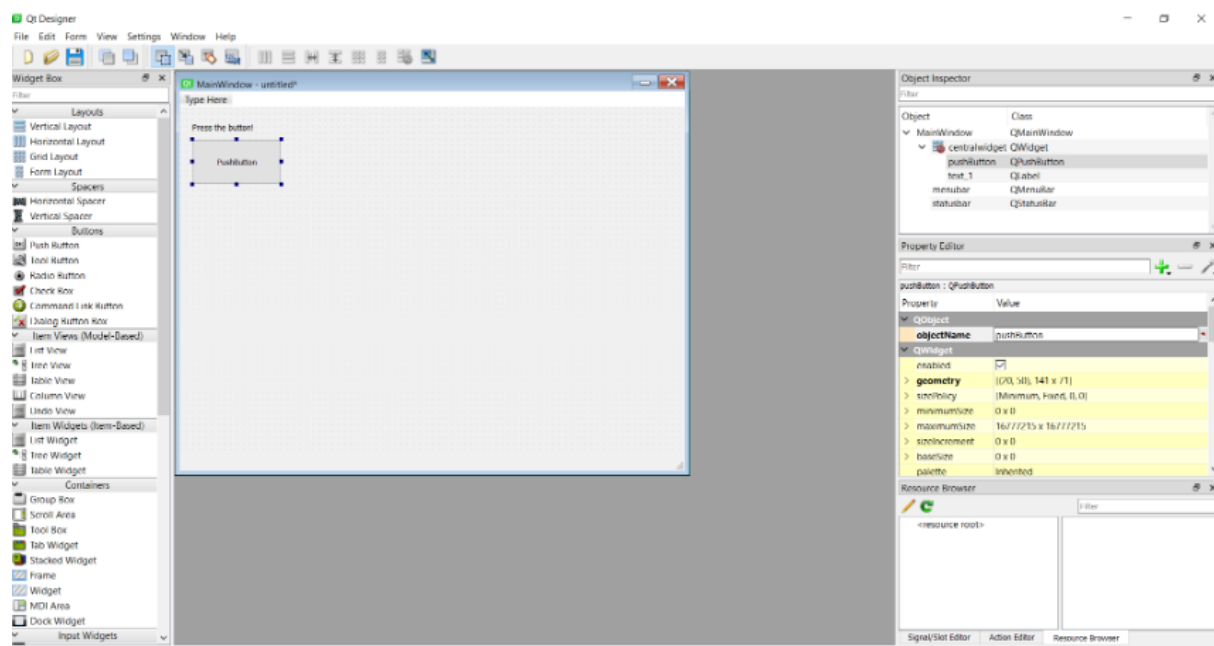 Qt Designer
File Edit Form View Settings Window Help
Widget Box
Filter
Layouts
Vertical Layout
Horizontal Layout
Grid Layout
Form Layout
Spacers
Horizontal Spacer
Vertical Spacer
Buttons
Push Button
Tool Button
Radio Button
Check Box
Command Link Button
Dialog Button Box
Item Views (Model-Based)
List View
Tree View
Table View
Column View
Undo View
Item Widgets (Item-Based)
List Widget
Tree Widget
Table Widget
Containers
Group Box
Scroll Area
Tool Box
Tab Widget
Stacked Widget
Frame
Widget
MDI Area
Dock Widget
Input Widgets
MainWindow - untitled*
Type Here
Press the button!
PushButton
Object Inspector
Filter
Object Class
MainWindow QMainWindow
centralwidget QWidget
pushButton QPushButton
text_1 QLabel
menubar QMenuBar
statusbar QStatusBar
Property Editor
Filter
pushButton : QPushButton
Property Value
QObject
objectName pushButton
QWidget
enabled
geometry [(20, 50), 141 x 71]
sizePolicy [Minimum, Fixed, 0, 0]
minimumSize 0 x 0
maximumSize 16777215 x 16777215
sizeIncrement 0 x 0
baseSize 0 x 0
palette Inherited
Resource Browser
Filter
<resource root>
Signal/Slot Editor Action Editor Resource Browser